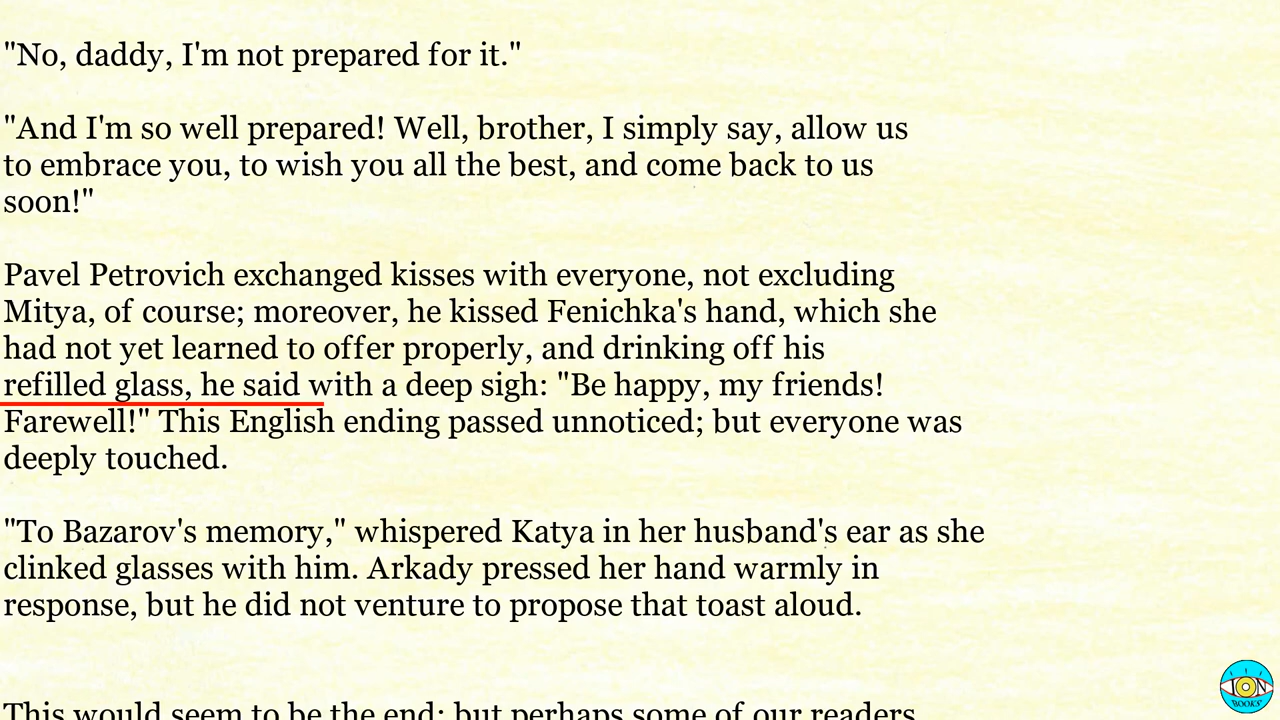 "No, daddy, I'm not prepared for it."
"And I'm so well prepared! Well, brother, I simply say, allow us
to embrace you, to wish you all the best, and come back to us
soon!"
Pavel Petrovich exchanged kisses with everyone, not excluding
Mitya, of course; moreover, he kissed Fenichka's hand, which she
had not yet learned to offer properly, and drinking off his
refilled glass, he said with a deep sigh: "Be happy, my friends!
Farewell!" This English ending passed unnoticed; but everyone was
deeply touched.
"To Bazarov's memory," whispered Katya in her husband's ear as she
clinked glasses with him. Arkady pressed her hand warmly in
response, but he did not venture to propose that toast aloud.
This would seem to be the end; but perhaps some of our readers
ION
BOOKS